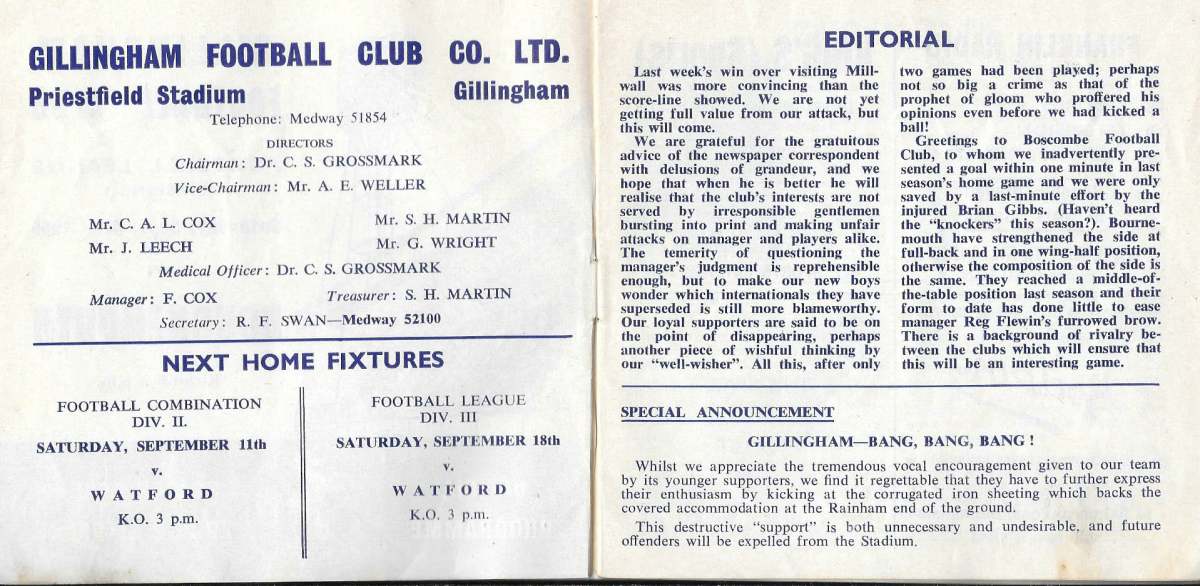 GILLINGHAM FOOTBALL CLUB CO. LTD.
Priestfield Stadium Gillingham
Telephone: Medway 51854
DIRECTORS
Chairman: Dr. C. S. GROSSMARK
Vice-Chairman: Mr. A. E. WELLER
Mr. C. A. L. COX Mr. S. H. MARTIN
Mr. J. LEECH Mr. G. WRIGHT
Medical Officer: Dr. C. S. GROSSMARK
Manager: F. COX Treasurer: S. H. MARTIN
Secretary: R. F. SWAN—Medway 52100
NEXT HOME FIXTURES
FOOTBALL COMBINATION
DIV. II.
SATURDAY, SEPTEMBER 11th
v.
WATFORD
K.O. 3 p.m.
FOOTBALL LEAGUE
DIV. III
SATURDAY, SEPTEMBER 18th
v.
WATFORD
K.O. 3 p.m.
EDITORIAL
Last week's win over visiting Mill-
wall was more convincing than the
score-line showed. We are not yet
getting full value from our attack, but
this will come.
We are grateful for the gratuitous
advice of the newspaper correspondent
with delusions of grandeur, and we
hope that when he is better he will
realise that the club's interests are not
served by irresponsible gentlemen
bursting into print and making unfair
attacks on manager and players alike.
The temerity of questioning the
manager's judgment is reprehensible
enough, but to make our new boys
wonder which internationals they have
superseded is still more blameworthy.
Our loyal supporters are said to be on
the point of disappearing, perhaps
another piece of wishful thinking by
our "well-wisher". All this, after only
two games had been played; perhaps
not so big a crime as that of the
prophet of gloom who proffered his
opinions even before we had kicked a
ball!
Greetings to Boscombe Football
Club, to whom we inadvertently pre-
sented a goal within one minute in last
season's home game and we were only
saved by a last-minute effort by the
injured Brian Gibbs. (Haven't heard
the "knockers" this season?). Bourne-
mouth have strengthened the side at
full-back and in one wing-half position,
otherwise the composition of the side is
the same. They reached a middle-of-
the-table position last season and their
form to date has done little to ease
manager Reg Flewin's furrowed brow.
There is a background of rivalry be-
tween the clubs which will ensure that
this will be an interesting game.
SPECIAL ANNOUNCEMENT
GILLINGHAM—BANG, BANG, BANG !
Whilst we appreciate the tremendous vocal encouragement given to our team
by its younger supporters, we find it regrettable that they have to further express
their enthusiasm by kicking at the corrugated iron sheeting which backs the
covered accommodation at the Rainham end of the ground.
This destructive "support" is both unnecessary and undesirable, and future
offenders will be expelled from the Stadium.